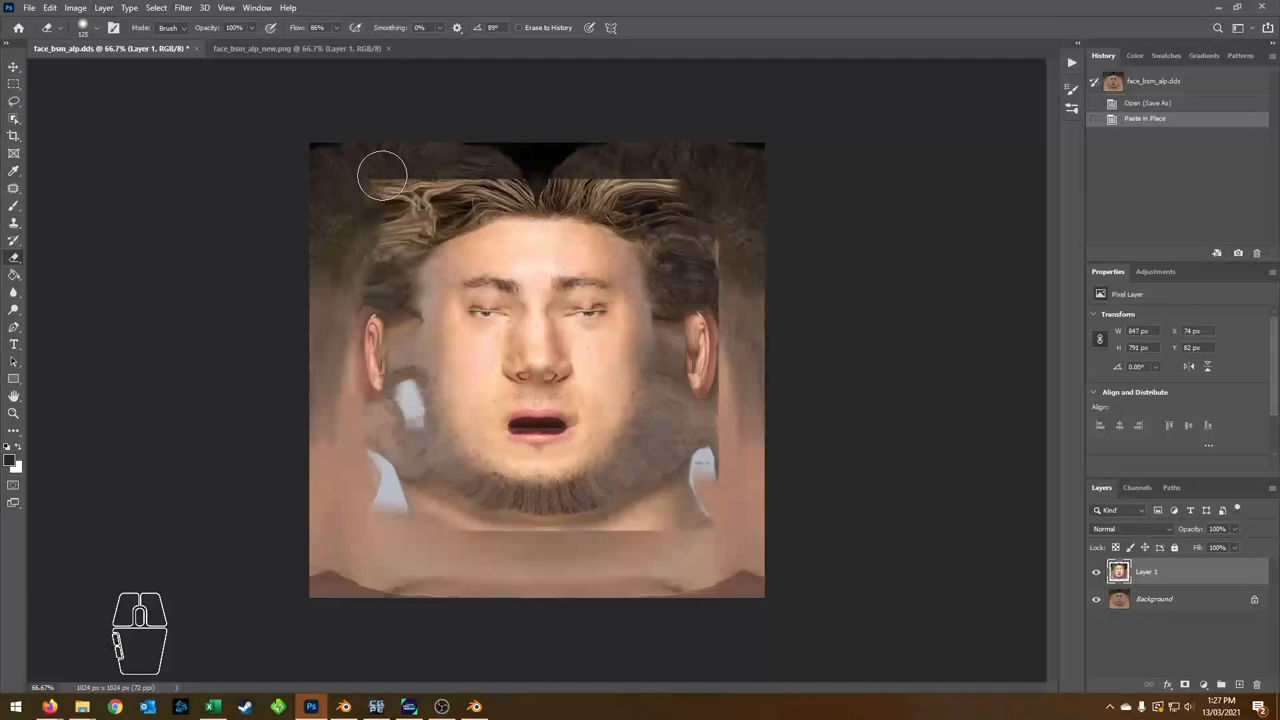 File Edit Image Layer Type Select Filter 3D View Window Help
125 Mode: Brush Opacity: 100% Flow: 86% Smoothing: 0% 89° Erase to History
face_bsm_alp.dds @ 66.7% (Layer 1, RGB/8) * × face_bsm_alp_new.png @ 66.7% (Layer 1, RGB/8) ×
History Color Swatches Gradients Patterns
face_bsm_alp.dds
Open (Save As)
Paste in Place
Properties Adjustments
Pixel Layer
Transform
W 847 px X 74 px
H 791 px Y 82 px
0.00°
Align and Distribute
Align:
Layers Channels Paths
Kind
Normal Opacity: 100%
Lock: Fill: 100%
Layer 1
Background
66.67% 1024 px x 1024 px (72 ppi)
1:27 PM
13/03/2021
2